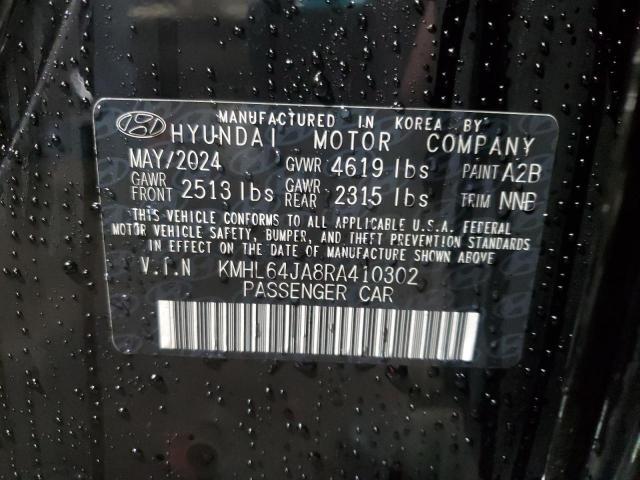 MANUFACTURED IN KOREA BY
HYUNDAI MOTOR COMPANY
MAY/2024 GVWR 4619 lbs PAINT A2B
GAWR FRONT 2513 lbs GAWR REAR 2315 lbs TRIM NNB
THIS VEHICLE CONFORMS TO ALL APPLICABLE U.S.A. FEDERAL
MOTOR VEHICLE SAFETY, BUMPER, AND THEFT PREVENTION STANDARDS
IN EFFECT ON THE DATE OF MANUFACTURE SHOWN ABOVE
V.I.N KMHL64JA8RA410302
PASSENGER CAR